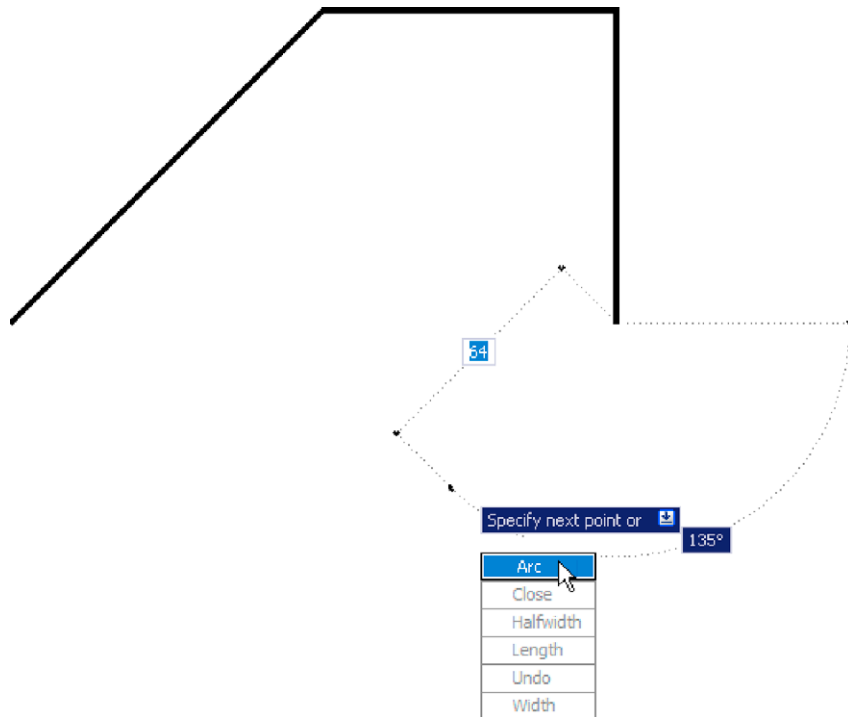 64
Specify next point or
135°
Arc
Close
Halfwidth
Length
Undo
Width